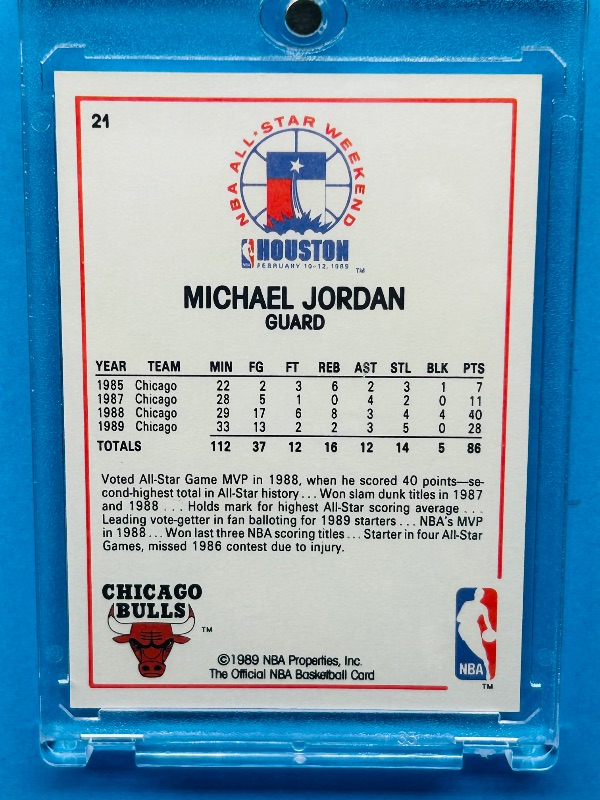 21
NBA ALL·STAR WEEKEND
NBA HOUSTON
FEBRUARY 10-12, 1989
TM
MICHAEL JORDAN
GUARD
YEAR TEAM MIN FG FT REB AST STL BLK PTS
1985 Chicago 22 2 3 6 2 3 1 7
1987 Chicago 28 5 1 0 4 2 0 11
1988 Chicago 29 17 6 8 3 4 4 40
1989 Chicago 33 13 2 2 3 5 0 28
TOTALS 112 37 12 16 12 14 5 86
Voted All-Star Game MVP in 1988, when he scored 40 points—se-
cond-highest total in All-Star history . . . Won slam dunk titles in 1987
and 1988 . . . Holds mark for highest All-Star scoring average . . .
Leading vote-getter in fan balloting for 1989 starters . . . NBA's MVP
in 1988 . . . Won last three NBA scoring titles . . . Starter in four All-Star
Games, missed 1986 contest due to injury.
CHICAGO
BULLS
TM
©1989 NBA Properties, Inc.
The Official NBA Basketball Card
NBA
TM